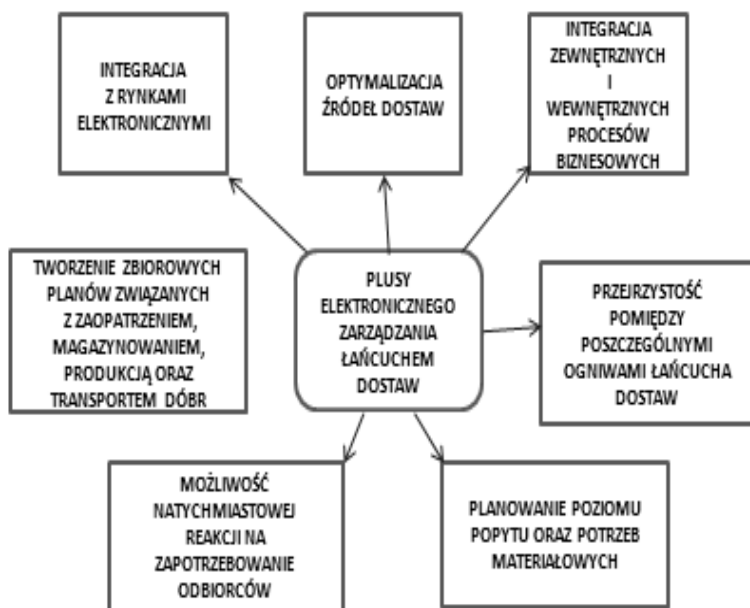 INTEGRACJA
Z RYNKAMI
ELEKTRONICZNYMI
OPTYMALIZACJA
ŹRÓDEŁ DOSTAW
INTEGRACJA
ZEWNĘTRZNYCH
I
WEWNĘTRZNYCH
PROCESÓW
BIZNESOWYCH
TWORZENIE ZBIOROWYCH
PLANÓW ZWIĄZANYCH
Z ZAOPATRZENIEM,
MAGAZYNOWANIEM,
PRODUKCJĄ ORAZ
TRANSPORTEM DÓBR
PLUSY
ELEKTRONICZNEGO
ZARZĄDZANIA
ŁAŃCUCHEM
DOSTAW
PRZEJRZYSTOŚĆ
POMIĘDZY
POSZCZEGÓLNYMI
OGNIWAMI ŁAŃCUCHA
DOSTAW
MOŻLIWOŚĆ
NATYCHMIASTOWEJ
REAKCJI NA
ZAPOTRZEBOWANIE
ODBIORCÓW
PLANOWANIE POZIOMU
POPYTU ORAZ POTRZEB
MATERIAŁOWYCH